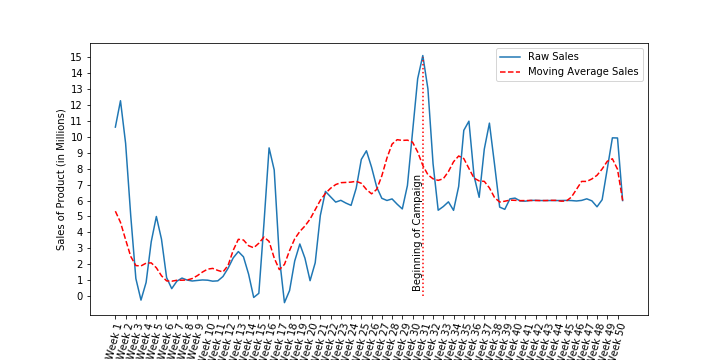 Raw Sales
Moving Average Sales
Sales of Product (in Millions)
15
14
13
12
11
10
9
8
7
6
5
4
3
2
1
0
Beginning of Campaign
Week 1
Week 2
Week 3
Week 4
Week 5
Week 6
Week 7
Week 8
Week 9
Week 10
Week 11
Week 12
Week 13
Week 14
Week 15
Week 16
Week 17
Week 18
Week 19
Week 20
Week 21
Week 22
Week 23
Week 24
Week 25
Week 26
Week 27
Week 28
Week 29
Week 30
Week 31
Week 32
Week 33
Week 34
Week 35
Week 36
Week 37
Week 38
Week 39
Week 40
Week 41
Week 42
Week 43
Week 44
Week 45
Week 46
Week 47
Week 48
Week 49
Week 50